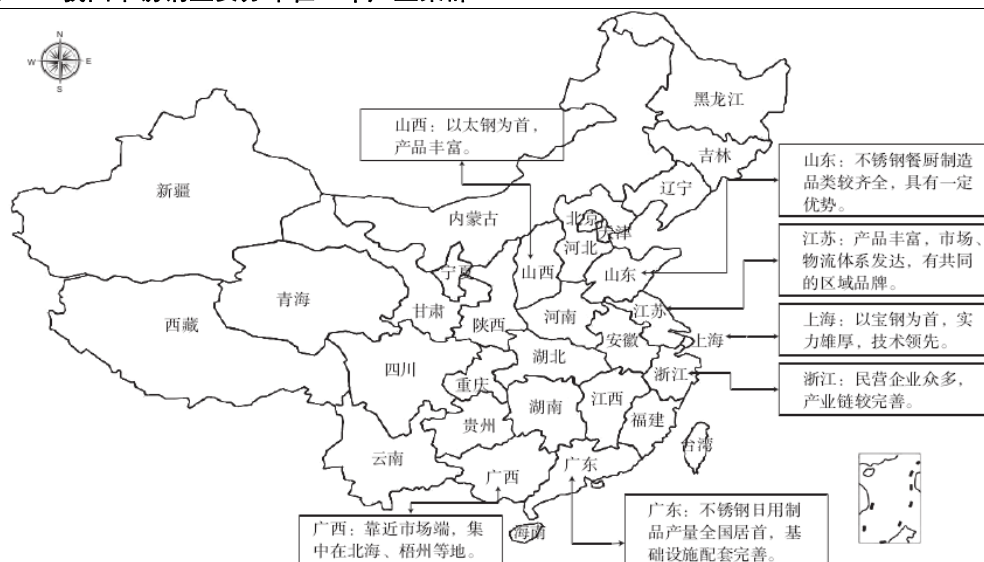 N
W
E
S
黑龙江
山西：以太钢为首，
产品丰富。
吉林
山东：不锈钢餐厨制造
品类较齐全，具有一定
优势。
新疆
辽宁
内蒙古
北京
天津
河北
江苏：产品丰富，市场、
物流体系发达，有共同
的区域品牌。
宁夏
山西
山东
青海
甘肃
陕西
河南
江苏
西藏
安徽
上海
上海：以宝钢为首，实
力雄厚，技术领先。
四川
湖北
重庆
浙江
浙江：民营企业众多，
产业链较完善。
湖南
江西
贵州
福建
台湾
云南
广西
广东
广西：靠近市场端，集
中在北海、梧州等地。
海南
广东：不锈钢日用制
品产量全国居首，基
础设施配套完善。